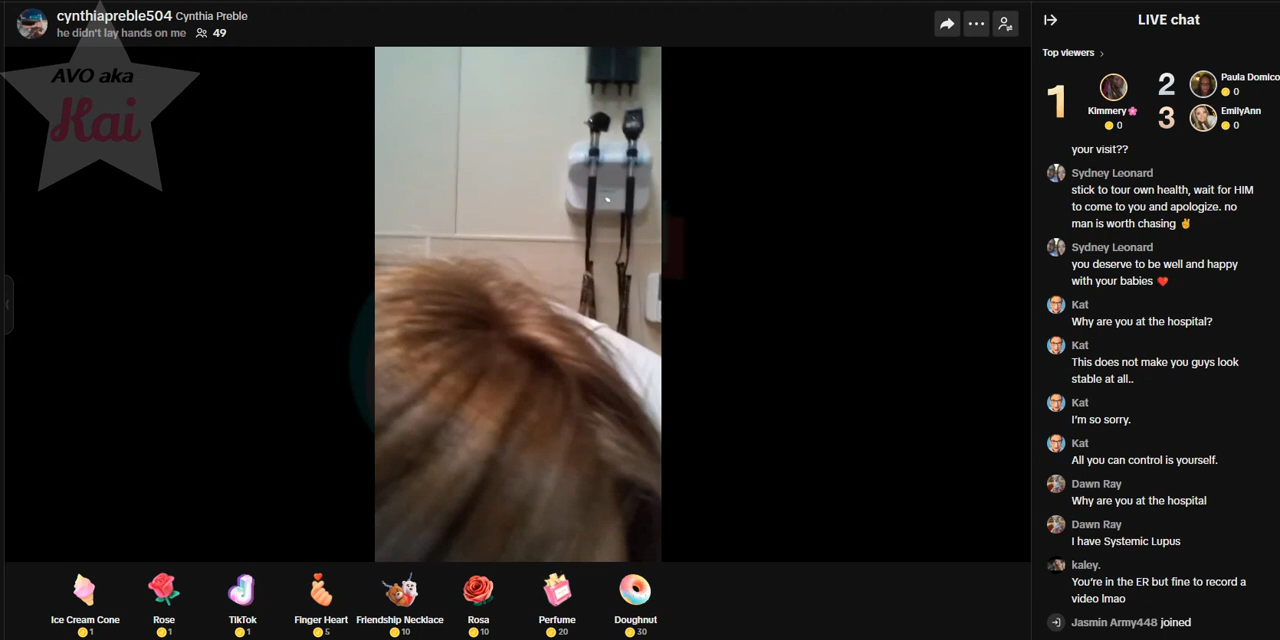 cynthiapreble504 Cynthia Preble
he didn't lay hands on me 49
AVO aka
Kai
LIVE chat
Top viewers
1
Kimmery
0
2
Paula Domico
0
3
EmilyAnn
0
your visit??
Sydney Leonard
stick to tour own health, wait for HIM
to come to you and apologize. no
man is worth chasing ✌
Sydney Leonard
you deserve to be well and happy
with your babies ❤
Kat
Why are you at the hospital?
Kat
This does not make you guys look
stable at all..
Kat
I'm so sorry.
Kat
All you can control is yourself.
Dawn Ray
Why are you at the hospital
Dawn Ray
I have Systemic Lupus
kaley.
You're in the ER but fine to record a
video lmao
Jasmin Army448 joined
Ice Cream Cone
1
Rose
1
TikTok
1
Finger Heart
5
Friendship Necklace
10
Rosa
10
Perfume
20
Doughnut
30